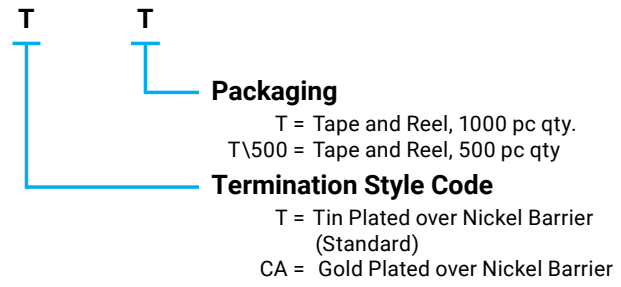 T T
Packaging
T = Tape and Reel, 1000 pc qty.
T\500 = Tape and Reel, 500 pc qty
Termination Style Code
T = Tin Plated over Nickel Barrier
(Standard)
CA = Gold Plated over Nickel Barrier